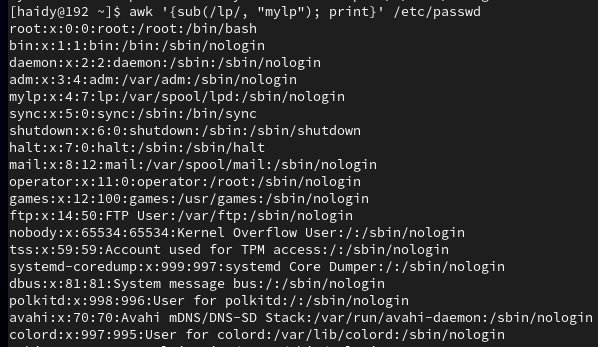 [haidy@192 ~]$ awk '{sub(/lp/, "mylp"); print}' /etc/passwd
root:x:0:0:root:/root:/bin/bash
bin:x:1:1:bin:/bin:/sbin/nologin
daemon:x:2:2:daemon:/sbin:/sbin/nologin
adm:x:3:4:adm:/var/adm:/sbin/nologin
mylp:x:4:7:lp:/var/spool/lpd:/sbin/nologin
sync:x:5:0:sync:/sbin:/bin/sync
shutdown:x:6:0:shutdown:/sbin:/sbin/shutdown
halt:x:7:0:halt:/sbin:/sbin/halt
mail:x:8:12:mail:/var/spool/mail:/sbin/nologin
operator:x:11:0:operator:/root:/sbin/nologin
games:x:12:100:games:/usr/games:/sbin/nologin
ftp:x:14:50:FTP User:/var/ftp:/sbin/nologin
nobody:x:65534:65534:Kernel Overflow User:/:/sbin/nologin
tss:x:59:59:Account used for TPM access:/:/sbin/nologin
systemd-coredump:x:999:997:systemd Core Dumper:/:/sbin/nologin
dbus:x:81:81:System message bus:/:/sbin/nologin
polkitd:x:998:996:User for polkitd:/:/sbin/nologin
avahi:x:70:70:Avahi mDNS/DNS-SD Stack:/var/run/avahi-daemon:/sbin/nologin
colord:x:997:995:User for colord:/var/lib/colord:/sbin/nologin